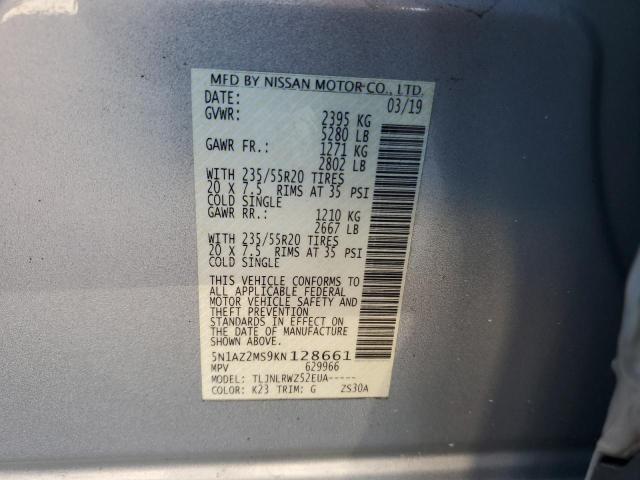 MFD BY NISSAN MOTOR CO., LTD.
DATE: 03/19
GVWR: 2395 KG
5280 LB
GAWR FR.: 1271 KG
2802 LB
WITH 235/55R20 TIRES
20 X 7.5 RIMS AT 35 PSI
COLD SINGLE
GAWR RR.: 1210 KG
2667 LB
WITH 235/55R20 TIRES
20 X 7.5 RIMS AT 35 PSI
COLD SINGLE
THIS VEHICLE CONFORMS TO
ALL APPLICABLE FEDERAL
MOTOR VEHICLE SAFETY AND
THEFT PREVENTION
STANDARDS IN EFFECT ON
THE DATE OF MANUFACTURE
SHOWN ABOVE.
5N1AZ2MS9KN128661
MPV 629966
MODEL: TLJNLRWZ52EUA-----
COLOR: K23 TRIM: G ZS30A